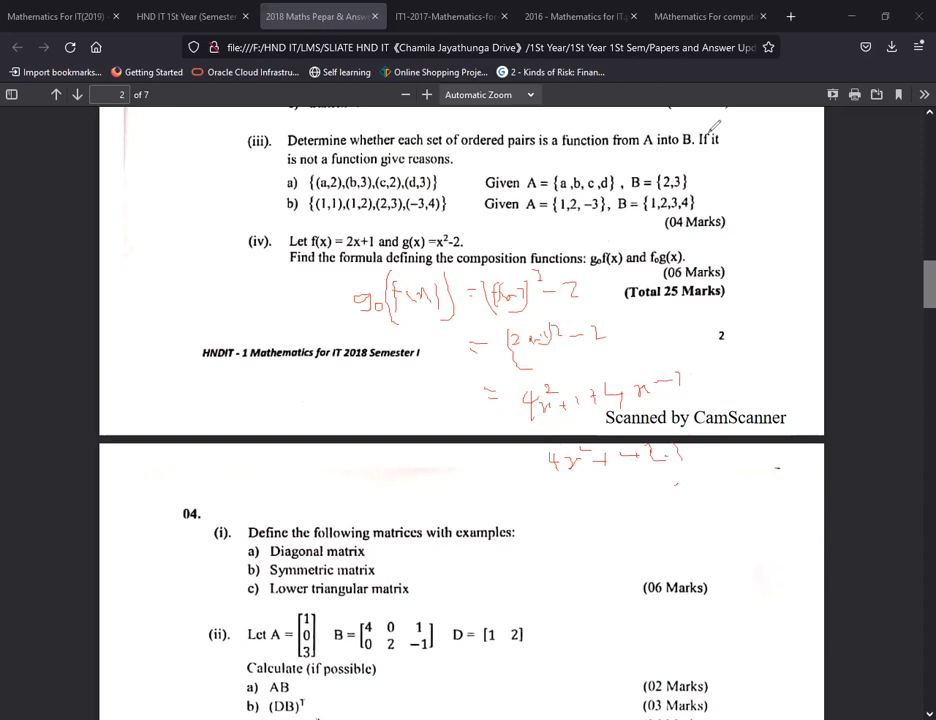 Mathematics For IT(2019) -
HND IT 1St Year (Semester
2018 Maths Pepar & Answ
IT1-2017-Mathematics-for-
2016 - Mathematics for IT.p
MAthematics For comput
file:///F:/HND IT/LMS/SLIATE HND IT 《Chamila Jayathunga Drive》/1St Year/1St Year 1St Sem/Papers and Answer Upd
Import bookmarks...
Getting Started
Oracle Cloud Infrastru...
Self learning
Online Shopping Proje...
2 - Kinds of Risk: Finan...
2 of 7
Automatic Zoom
(iii). Determine whether each set of ordered pairs is a function from A into B. If it
is not a function give reasons.
a) {(a,2),(b,3),(c,2),(d,3)} Given A = {a ,b, c ,d} , B = {2,3}
b) {(1,1),(1,2),(2,3),(−3,4)} Given A = {1,2, −3}, B = {1,2,3,4}
(04 Marks)
(iv). Let f(x) = 2x+1 and g(x) =x²-2.
Find the formula defining the composition functions: gₒf(x) and fₒg(x).
(06 Marks)
(Total 25 Marks)
2
HNDIT - 1 Mathematics for IT 2018 Semester I
Scanned by CamScanner
04.
(i). Define the following matrices with examples:
a) Diagonal matrix
b) Symmetric matrix
c) Lower triangular matrix (06 Marks)
(ii). Let A = [1 0 3] B = [4 0 1 0 2 −1] D = [1 2]
Calculate (if possible)
a) AB (02 Marks)
b) (DB)ᵀ (03 Marks)